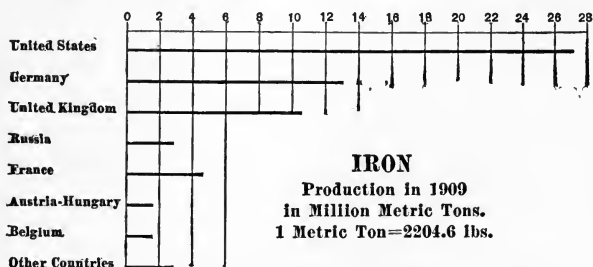 0 2 4 6 8 10 12 14 16 18 20 22 24 26 28
United States
Germany
United Kingdom
Russia
France
Austria-Hungary
Belgium.
Other Countries
IRON
Production in 1909
in Million Metric Tons.
1 Metric Ton=2204.6 lbs.